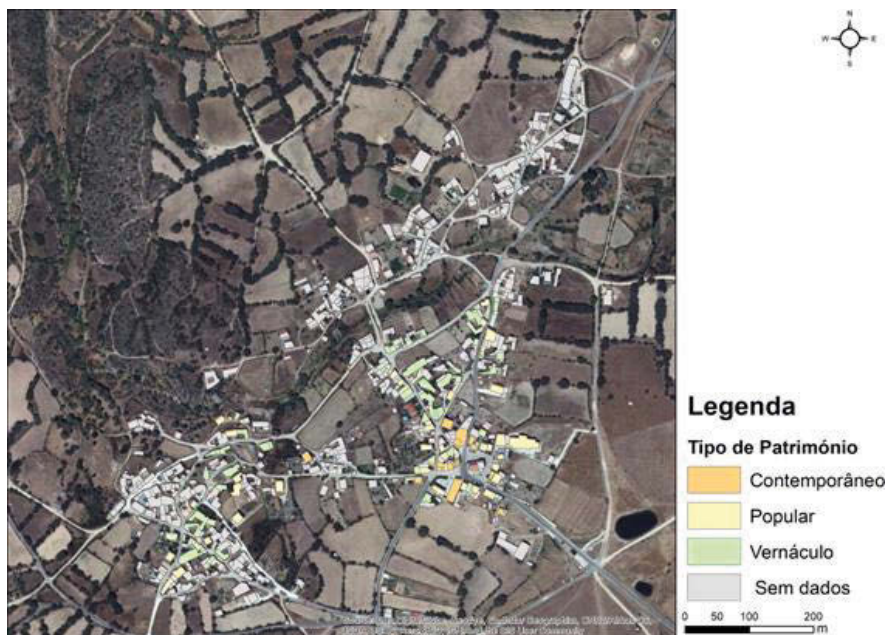 N
W E
S
Legenda
Tipo de Património
Contemporâneo
Popular
Vernáculo
Sem dados
0 50 100 200
m